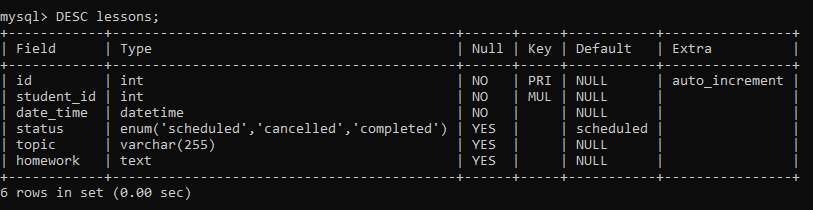 mysql> DESC lessons;
+------------+-------------------------------------------+------+-----+-----------+----------------+
| Field      | Type                                      | Null | Key | Default   | Extra          |
+------------+-------------------------------------------+------+-----+-----------+----------------+
| id         | int                                       | NO   | PRI | NULL      | auto_increment |
| student_id | int                                       | NO   | MUL | NULL      |                |
| date_time  | datetime                                  | NO   |     | NULL      |                |
| status     | enum('scheduled','cancelled','completed') | YES  |     | scheduled |                |
| topic      | varchar(255)                              | YES  |     | NULL      |                |
| homework   | text                                      | YES  |     | NULL      |                |
+------------+-------------------------------------------+------+-----+-----------+----------------+
6 rows in set (0.00 sec)